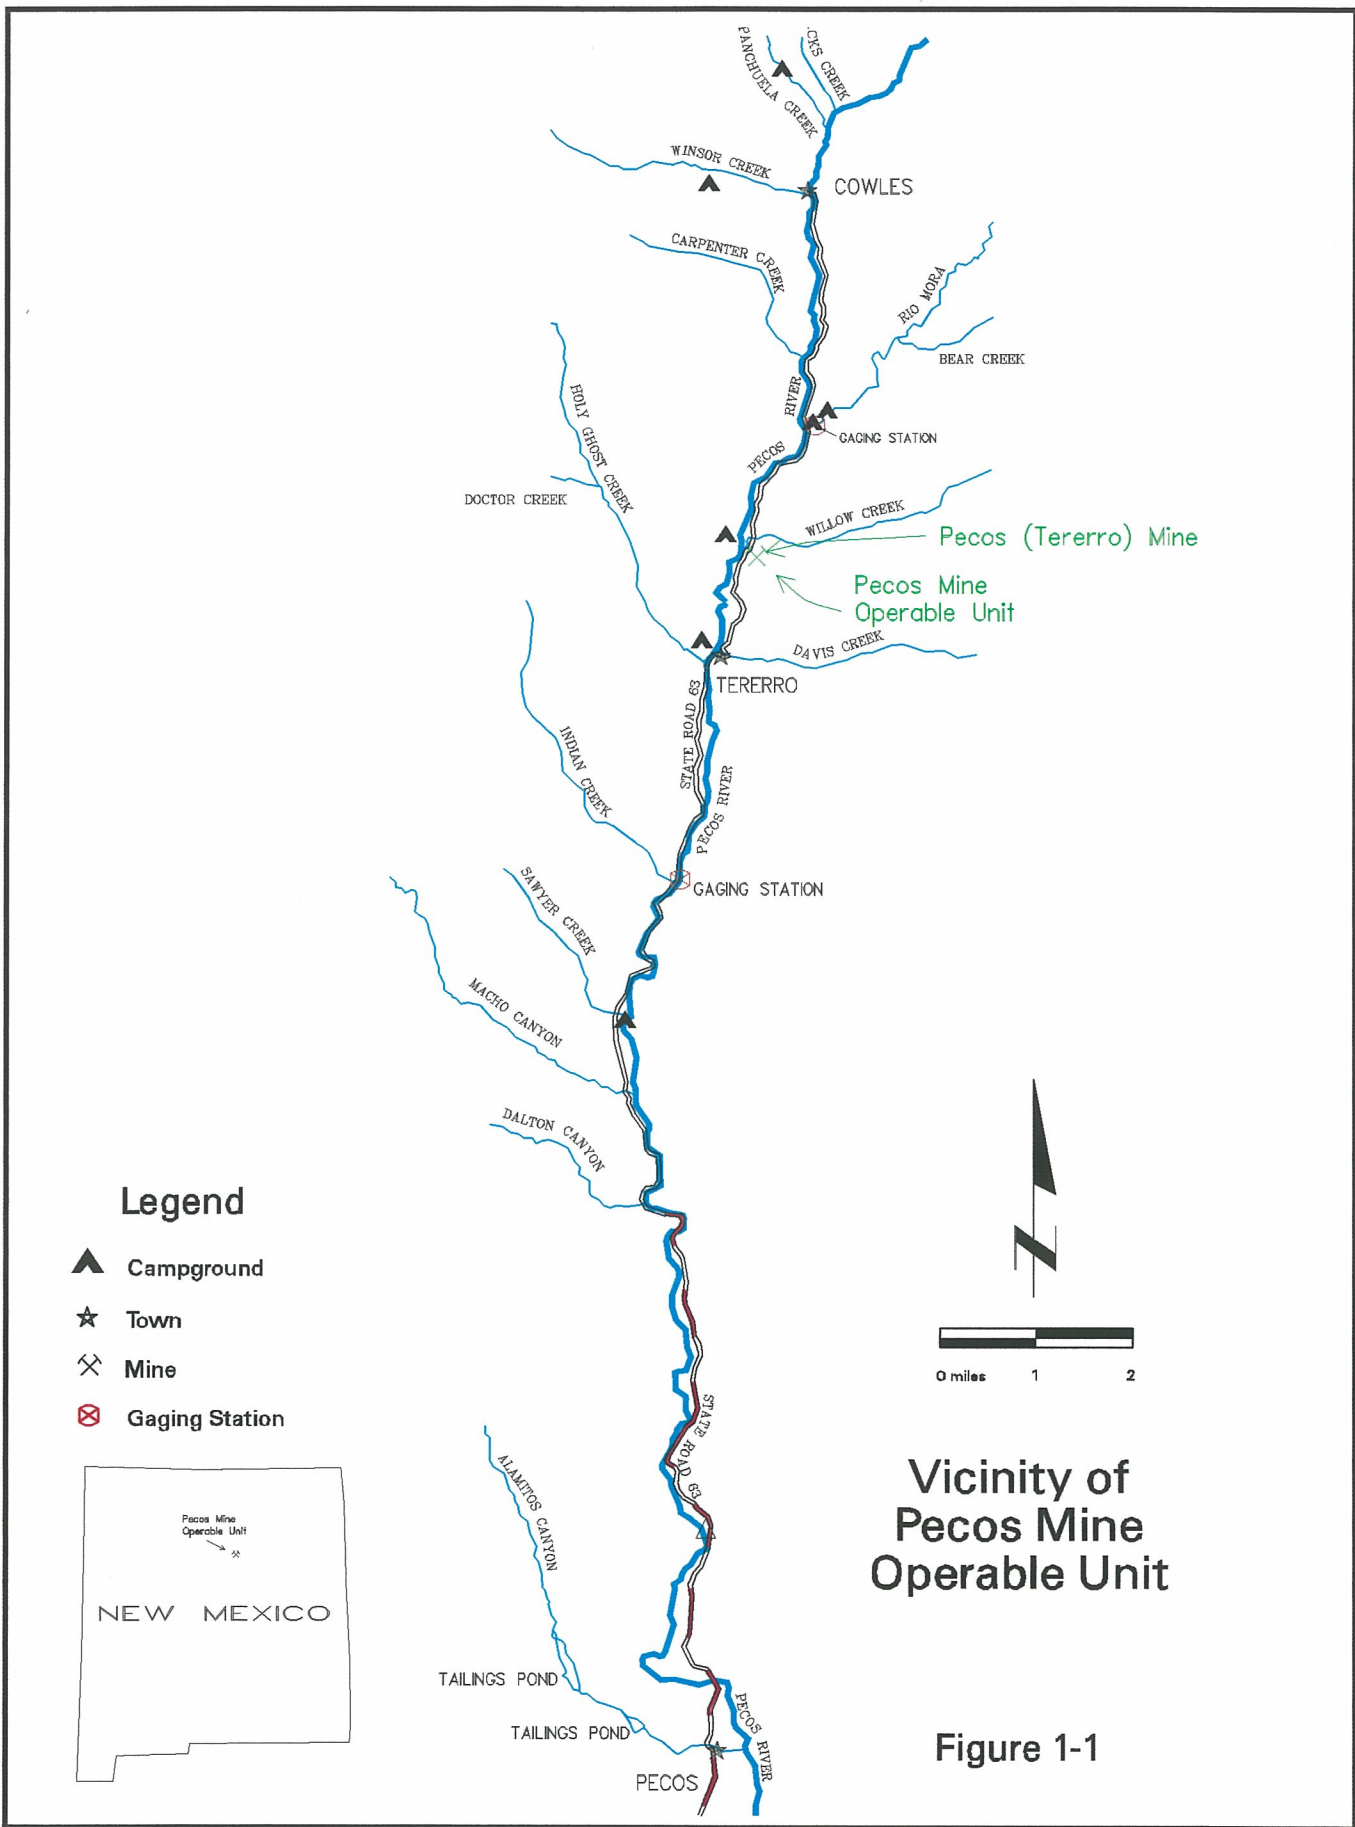 PANCHUELA CREEK
CKS CREEK
WINSOR CREEK
COWLES
CARPENTER CREEK
RIO MORA
BEAR CREEK
HOLY GHOST CREEK
PECOS RIVER
GAGING STATION
DOCTOR CREEK
WILLOW CREEK
Pecos (Tererro) Mine
Pecos Mine
Operable Unit
DAVIS CREEK
TERERRO
STATE ROAD 63
INDIAN CREEK
PECOS RIVER
GAGING STATION
SAWYER CREEK
MACHO CANYON
DALTON CANYON
Legend
Campground
Town
Mine
Gaging Station
N
0 miles 1 2
STATE ROAD 63
ALAMITOS CANYON
Vicinity of
Pecos Mine
Operable Unit
Pecos Mine
Operable Unit
NEW MEXICO
TAILINGS POND
TAILINGS POND
PECOS RIVER
PECOS
Figure 1-1